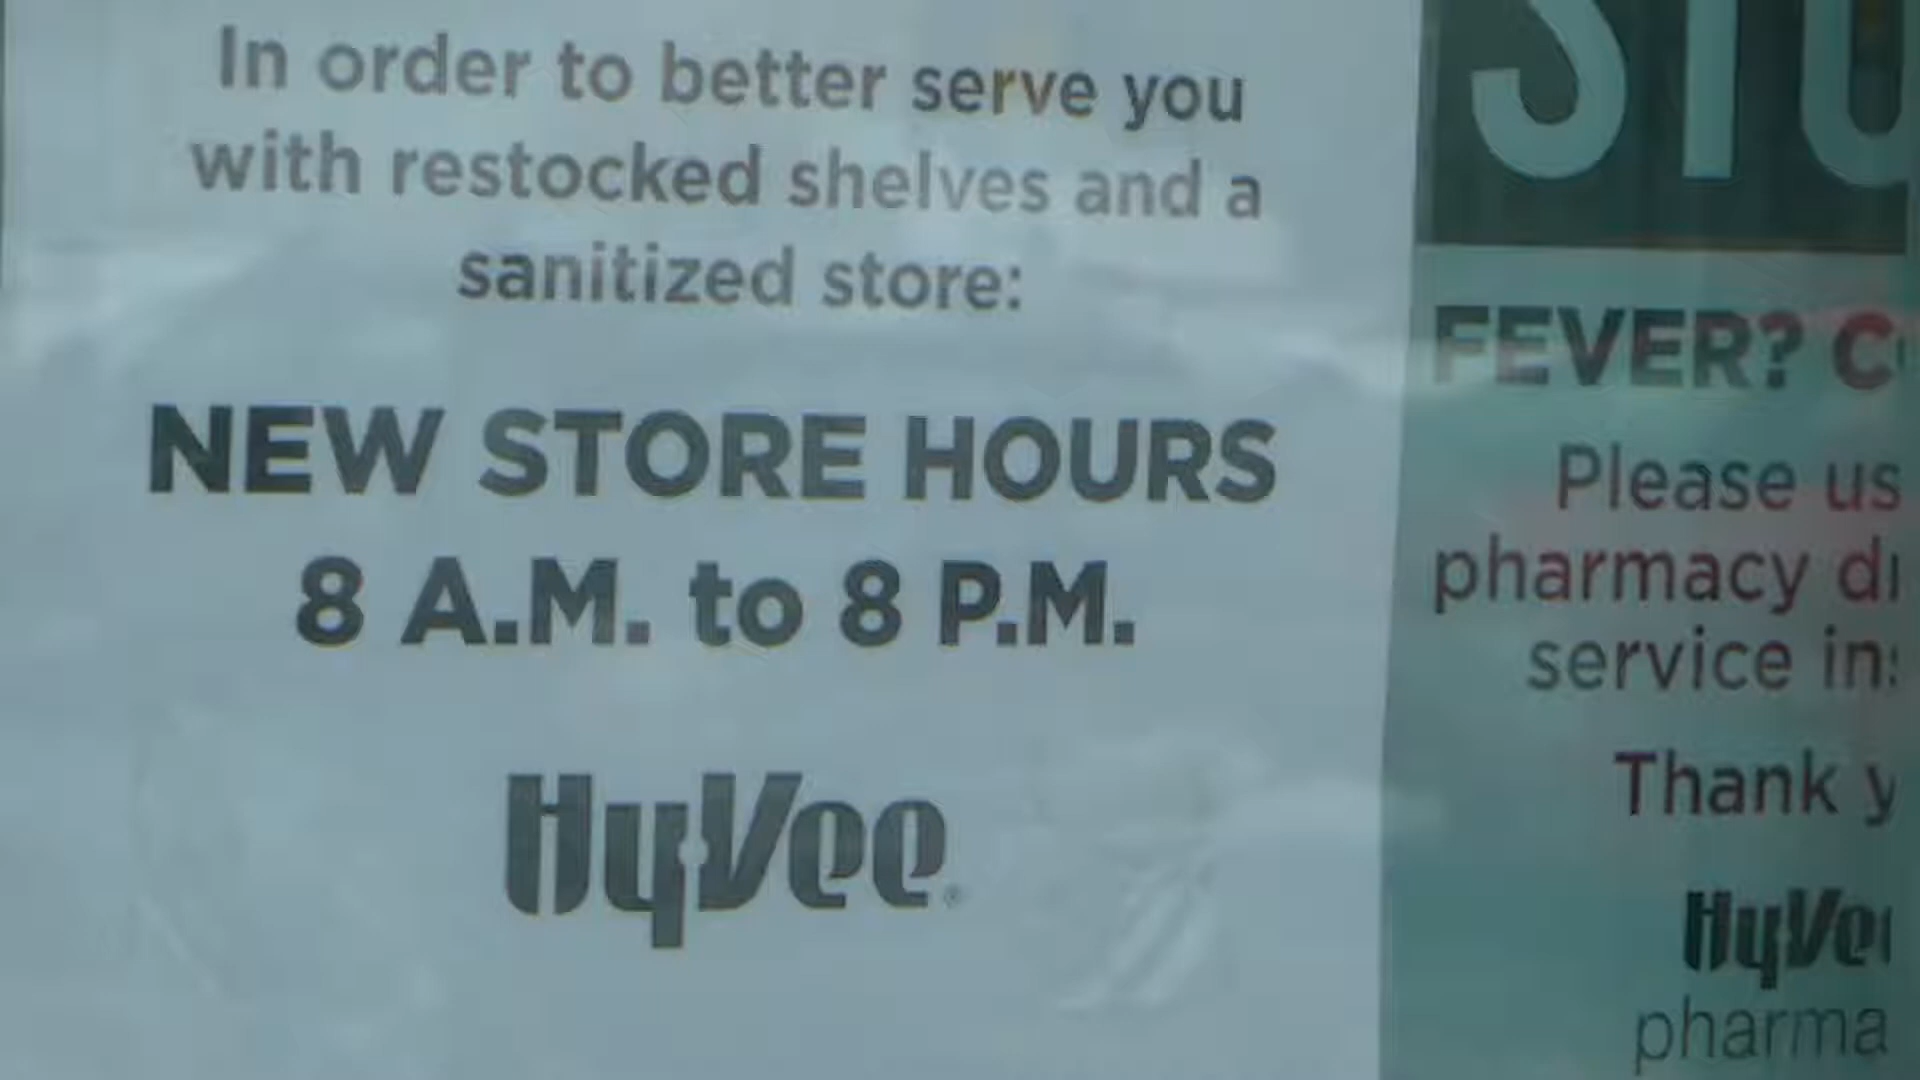 In order to better serve you
with restocked shelves and a
sanitized store:
NEW STORE HOURS
8 A.M. to 8 P.M.
HyVee
FEVER?
Please
pharmacy
service
Thank
HyVee